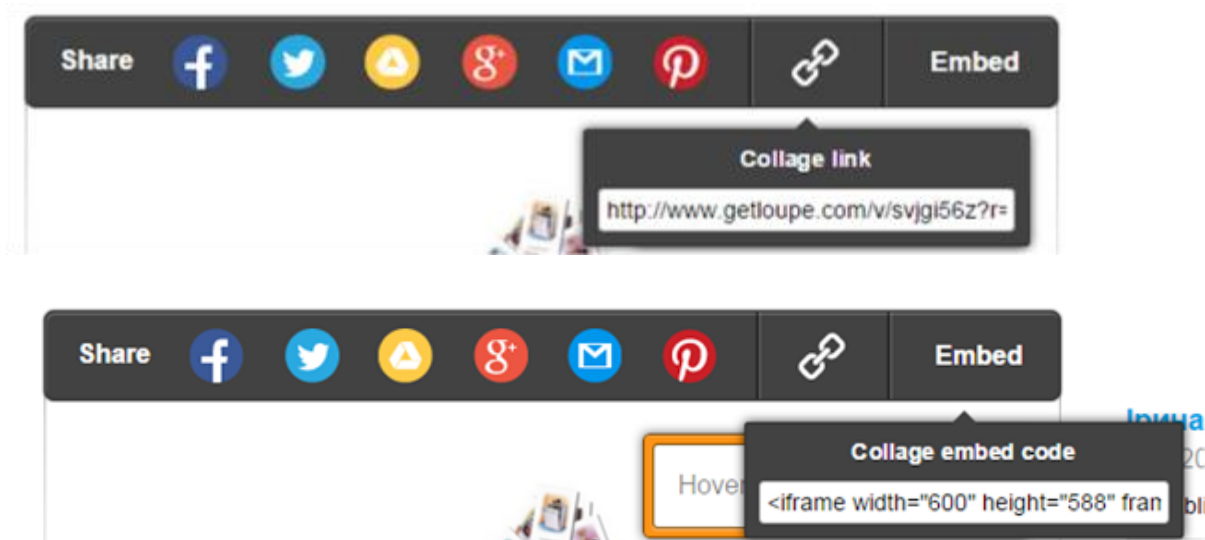 Share Embed
Collage link
http://www.getloupe.com/v/svjgi56z?r=
Share Embed
Collage embed code
Hover
<iframe width="600" height="588" fran